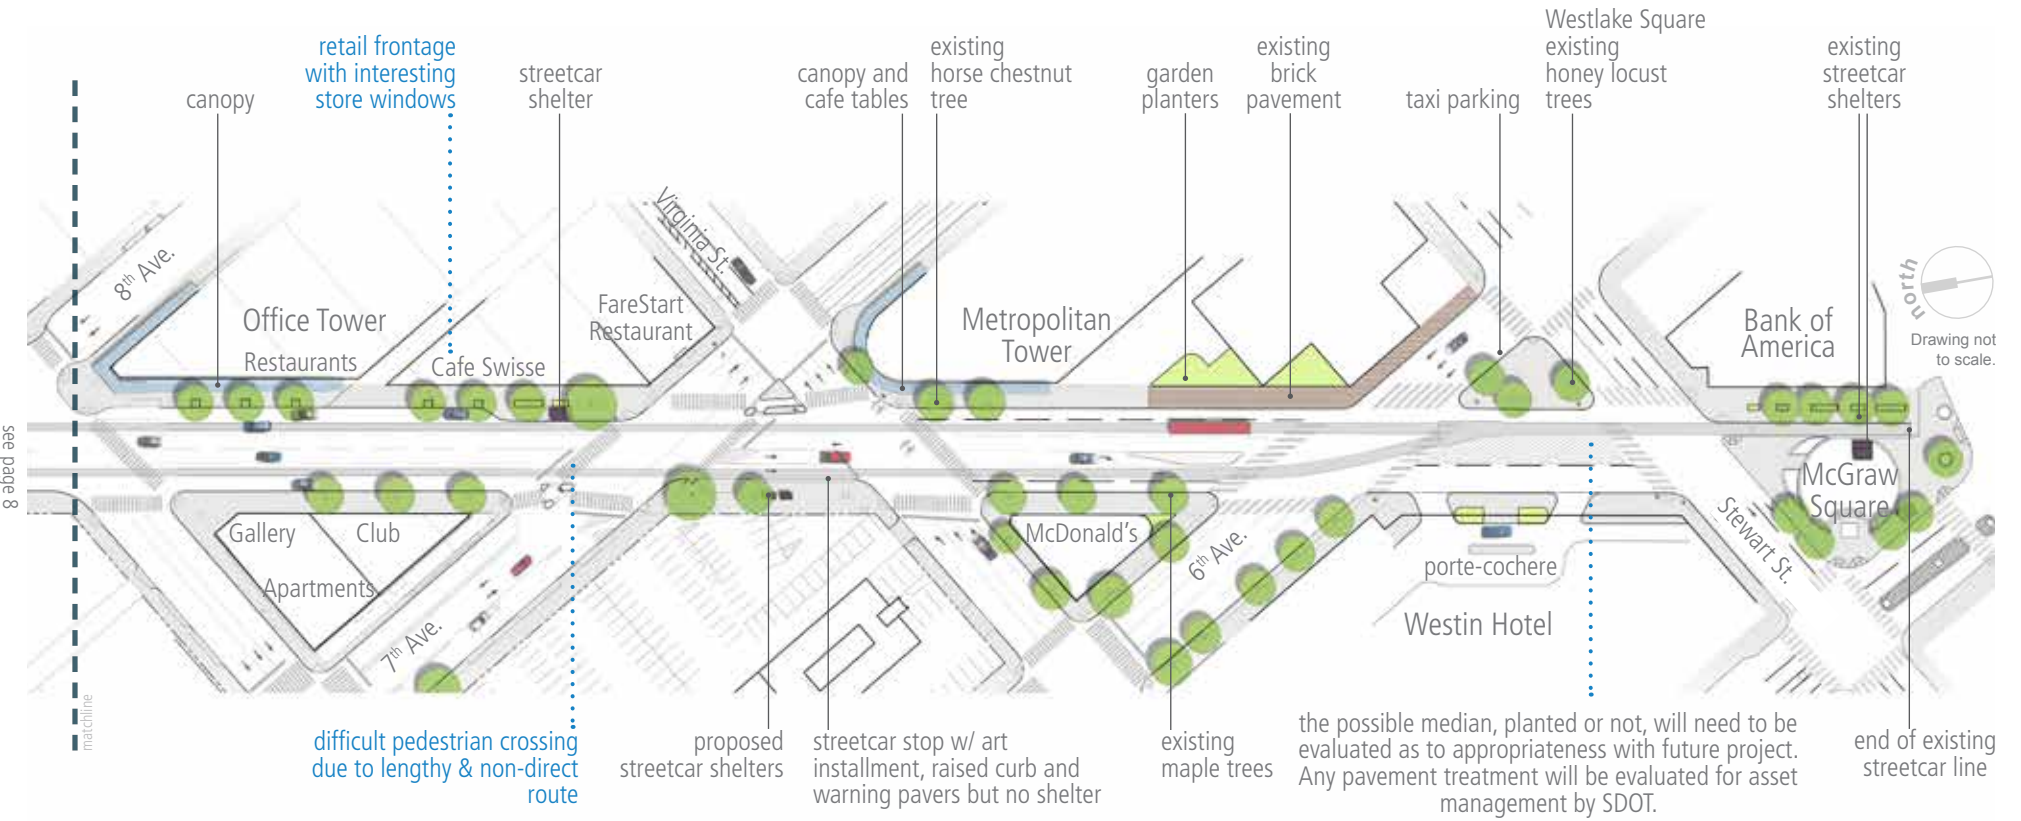 retail frontage
with interesting
store windows
canopy
streetcar
shelter
canopy and
cafe tables
existing
horse chestnut
tree
garden
planters
existing
brick
pavement
taxi parking
Westlake Square
existing
honey locust
trees
existing
streetcar
shelters
8th Ave.
Office Tower
Restaurants
Cafe Swisse
FareStart
Restaurant
Virginia St.
Metropolitan
Tower
Bank of
America
north
Drawing not
to scale.
see page 8
McGraw
Square
Gallery
Club
Apartments
7th Ave.
McDonald's
6th Ave.
porte-cochere
Westin Hotel
Stewart St.
matchline
difficult pedestrian crossing
due to lengthy & non-direct
route
proposed
streetcar shelters
streetcar stop w/ art
installment, raised curb and
warning pavers but no shelter
existing
maple trees
the possible median, planted or not, will need to be
evaluated as to appropriateness with future project.
Any pavement treatment will be evaluated for asset
management by SDOT.
end of existing
streetcar line